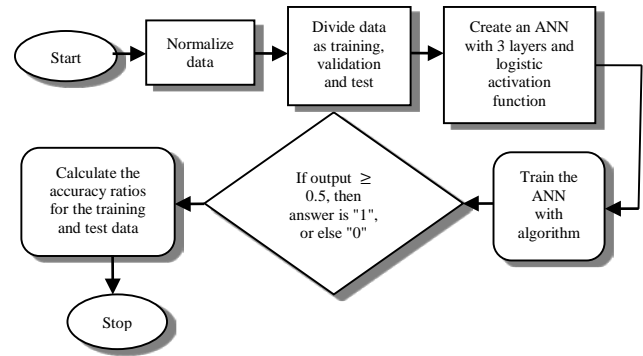 Start
Normalize
data
Divide data
as training,
validation
and test
Create an ANN
with 3 layers and
logistic
activation
function
Train the
ANN
with
algorithm
If output ≥
0.5, then
answer is "1",
or else "0"
Calculate the
accuracy ratios
for the training
and test data
Stop